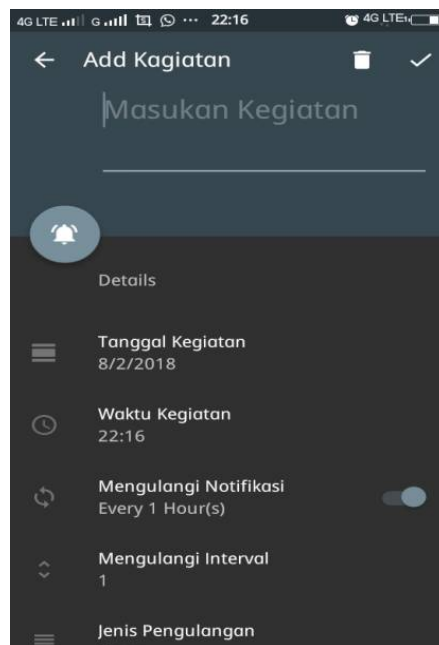 4G LTE G 22:16 4G LTE
Add Kagiatan
Masukan Kegiatan
Details
Tanggal Kegiatan
8/2/2018
Waktu Kegiatan
22:16
Mengulangi Notifikasi
Every 1 Hour(s)
Mengulangi Interval
1
Jenis Pengulangan